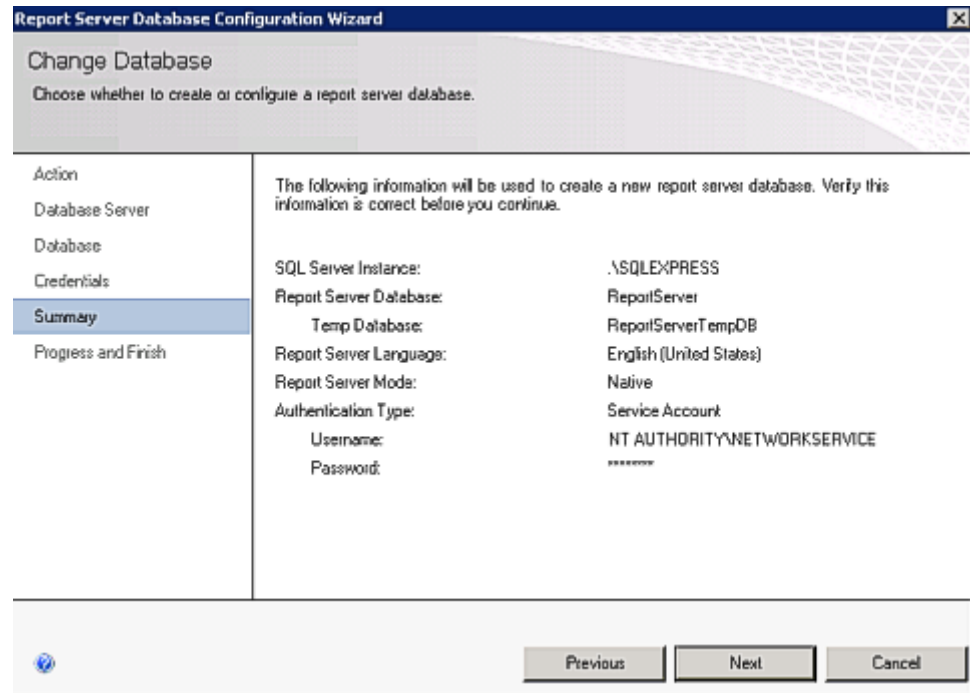 Report Server Database Configuration Wizard
Change Database
Choose whether to create or configure a report server database.
Action
Database Server
Database
Credentials
Summary
Progress and Finish
The following information will be used to create a new report server database. Verify this
information is correct before you continue.
SQL Server Instance: .\SQLEXPRESS
Report Server Database: ReportServer
Temp Database: ReportServerTempDB
Report Server Language: English (United States)
Report Server Mode: Native
Authentication Type: Service Account
Username: NT AUTHORITY\NETWORKSERVICE
Password: ********
Previous Next Cancel